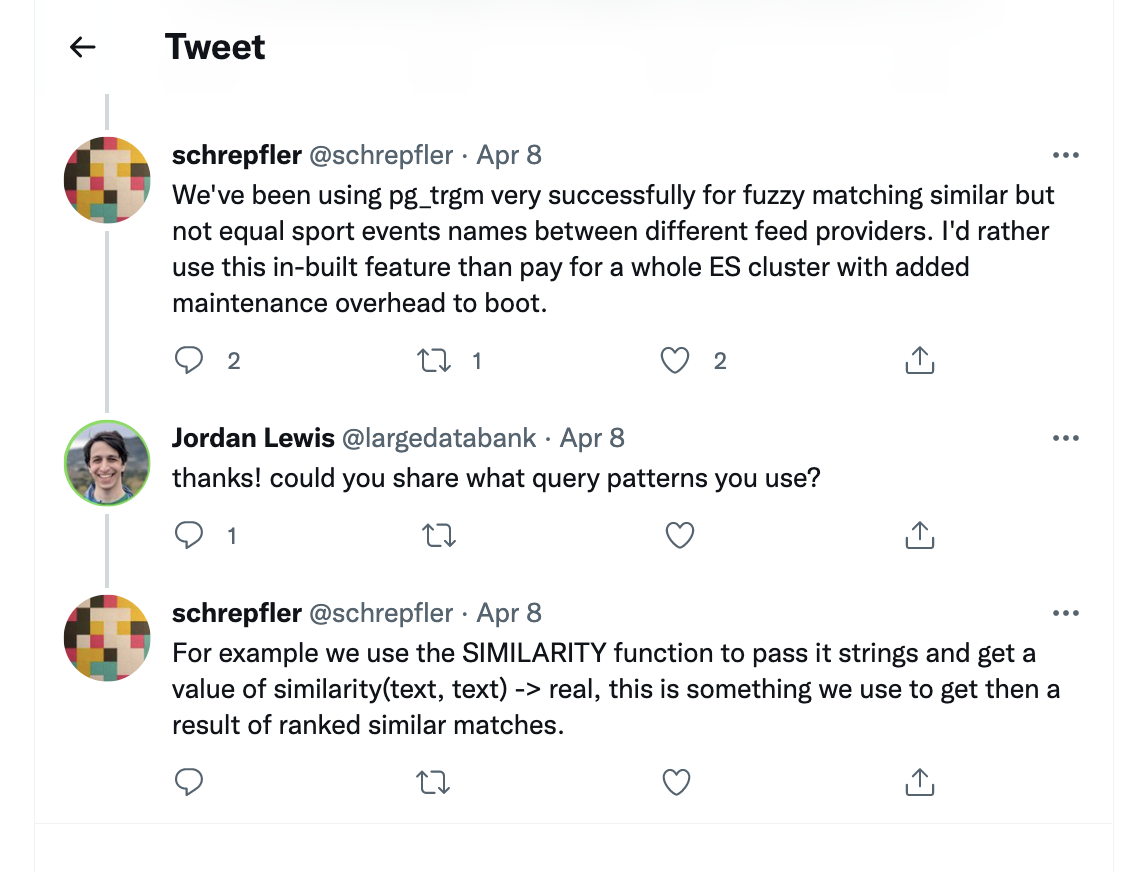 Tweet
schrepfler @schrepfler · Apr 8
We've been using pg_trgm very successfully for fuzzy matching similar but
not equal sport events names between different feed providers. I'd rather
use this in-built feature than pay for a whole ES cluster with added
maintenance overhead to boot.
2 1 2
Jordan Lewis @largedatabank · Apr 8
thanks! could you share what query patterns you use?
1
schrepfler @schrepfler · Apr 8
For example we use the SIMILARITY function to pass it strings and get a
value of similarity(text, text) -> real, this is something we use to get then a
result of ranked similar matches.